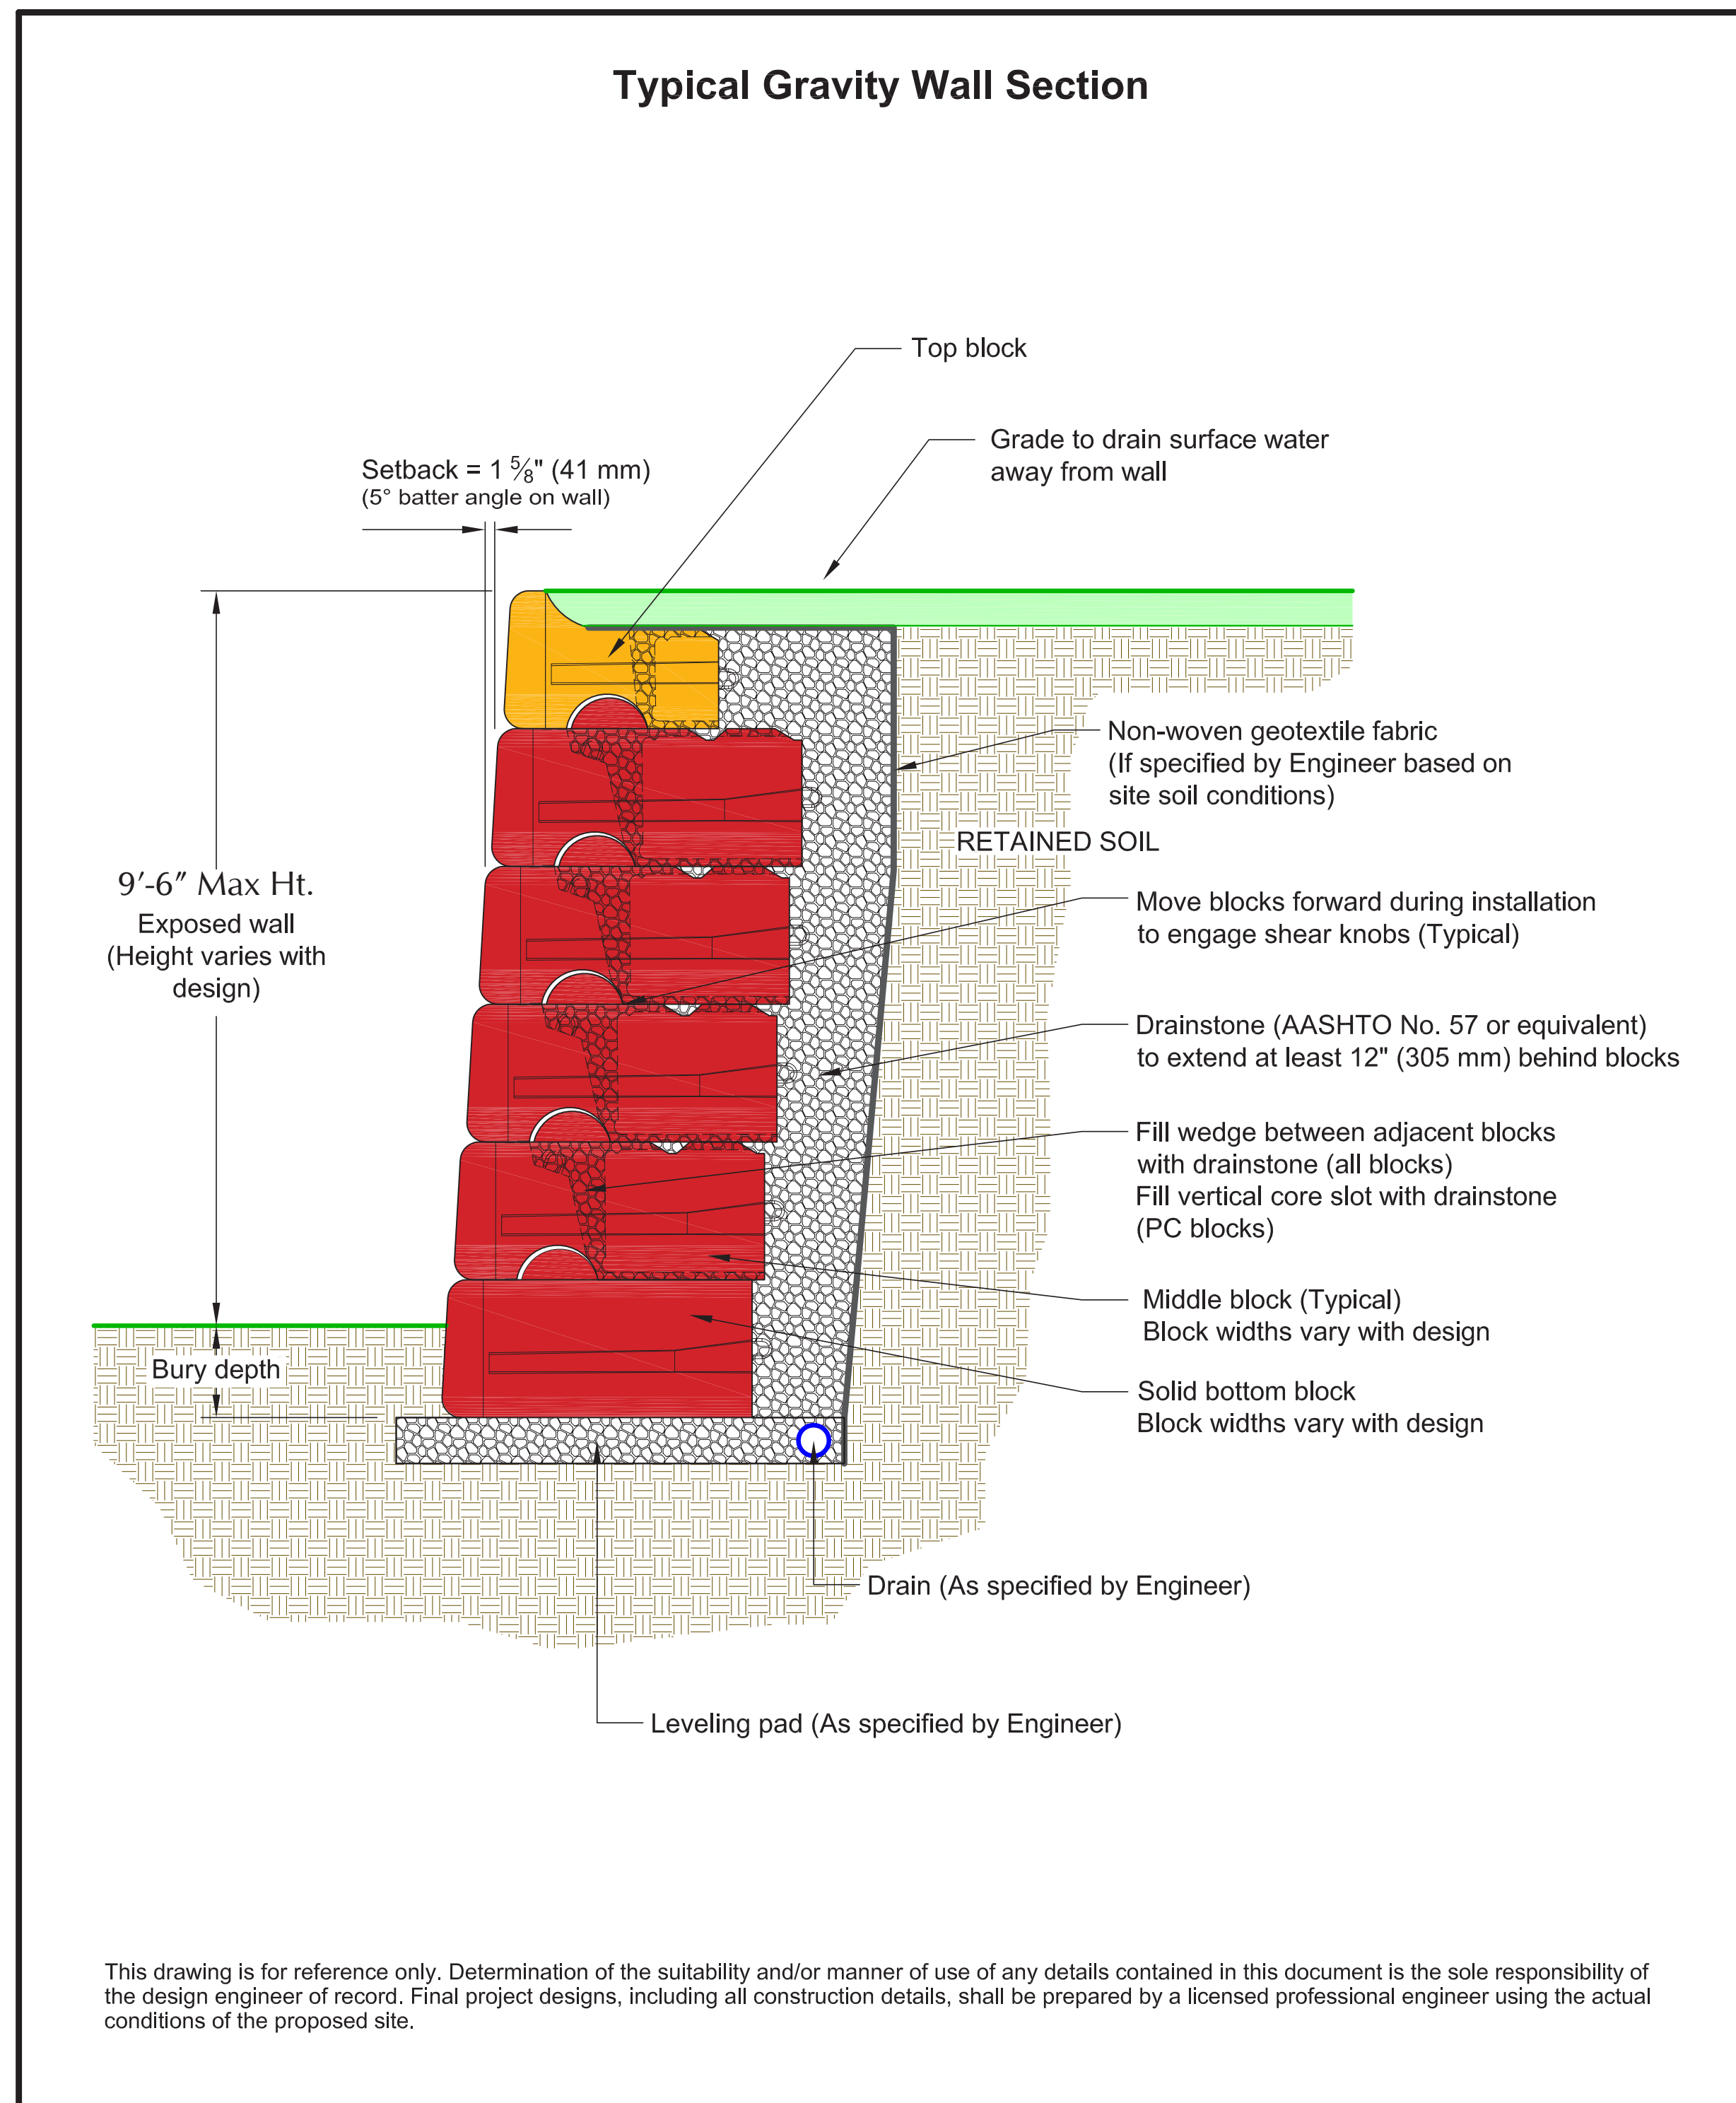 Typical Gravity Wall Section
Top block
Grade to drain surface water
away from wall
Setback = 1 5⁄8" (41 mm)
(5° batter angle on wall)
Non-woven geotextile fabric
(If specified by Engineer based on
site soil conditions)
RETAINED SOIL
9′-6″ Max Ht.
Exposed wall
(Height varies with
design)
Move blocks forward during installation
to engage shear knobs (Typical)
Drainstone (AASHTO No. 57 or equivalent)
to extend at least 12" (305 mm) behind blocks
Fill wedge between adjacent blocks
with drainstone (all blocks)
Fill vertical core slot with drainstone
(PC blocks)
Middle block (Typical)
Block widths vary with design
Bury depth
Solid bottom block
Block widths vary with design
Drain (As specified by Engineer)
Leveling pad (As specified by Engineer)
This drawing is for reference only. Determination of the suitability and/or manner of use of any details contained in this document is the sole responsibility of
the design engineer of record. Final project designs, including all construction details, shall be prepared by a licensed professional engineer using the actual
conditions of the proposed site.